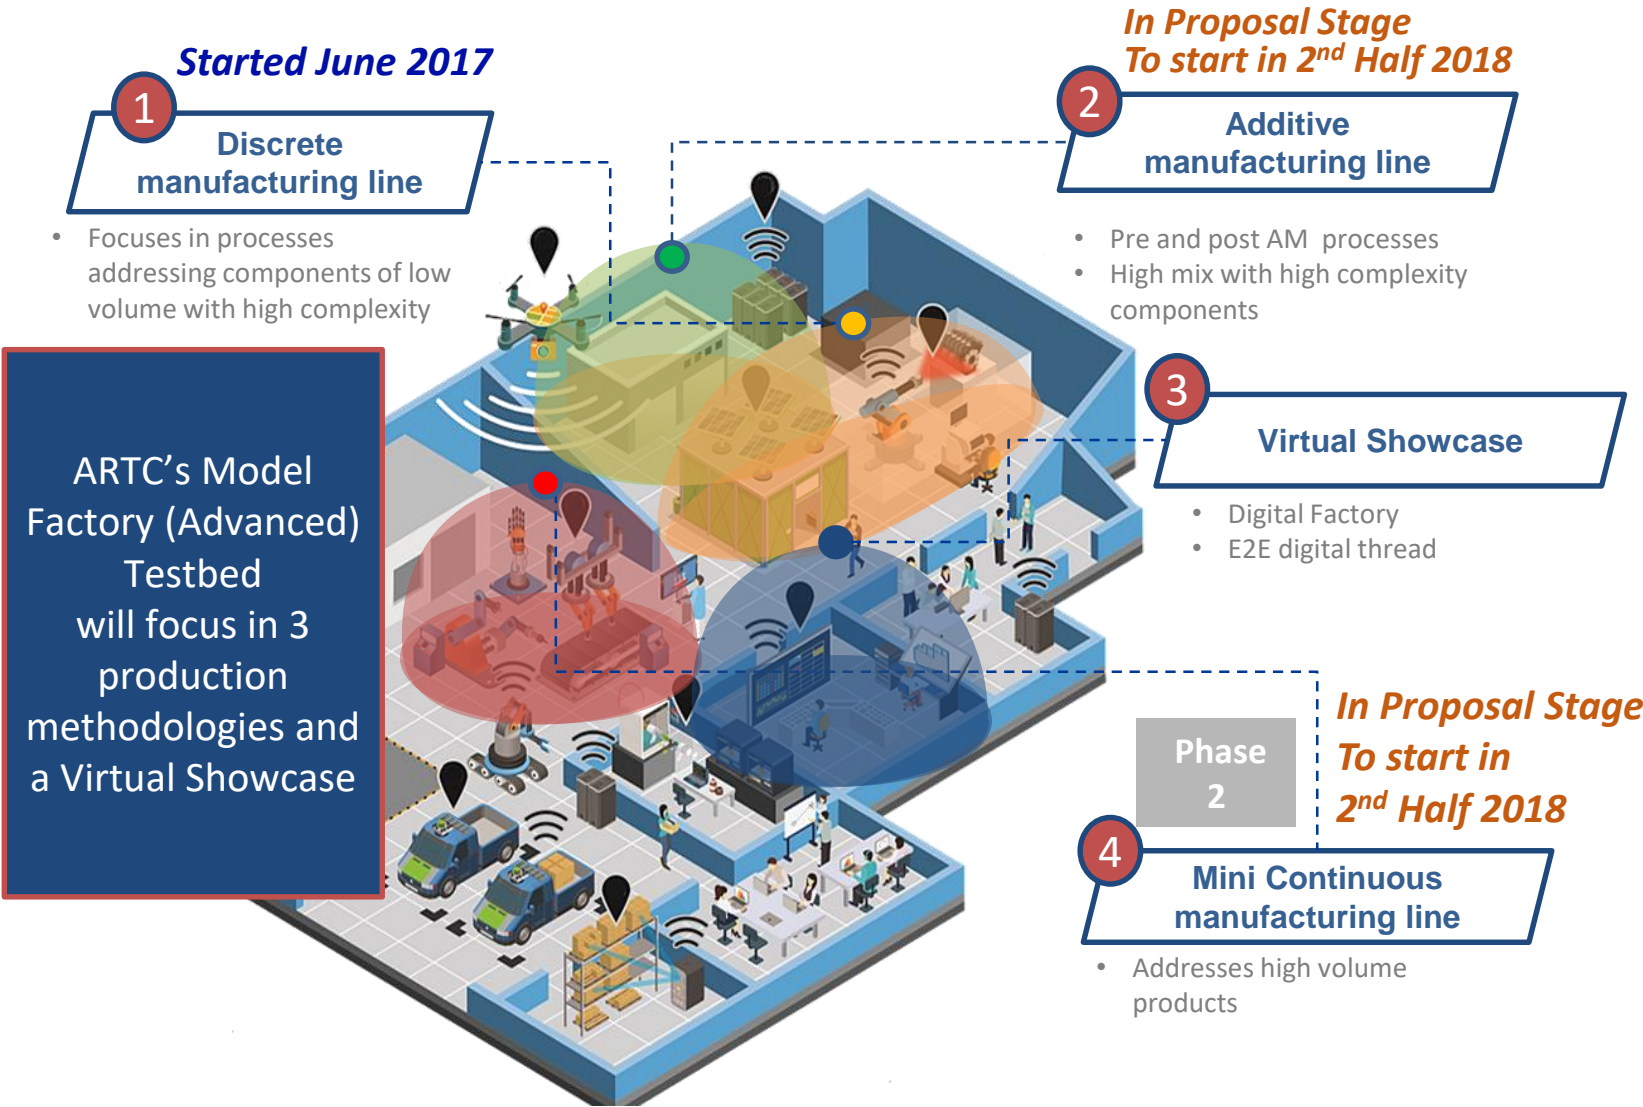 Started June 2017
1
Discrete
manufacturing line
• Focuses in processes
addressing components of low
volume with high complexity
In Proposal Stage
To start in 2nd Half 2018
2
Additive
manufacturing line
• Pre and post AM processes
• High mix with high complexity
components
3
Virtual Showcase
• Digital Factory
• E2E digital thread
ARTC's Model
Factory (Advanced)
Testbed
will focus in 3
production
methodologies and
a Virtual Showcase
Phase
2
In Proposal Stage
To start in
2nd Half 2018
4
Mini Continuous
manufacturing line
• Addresses high volume
products